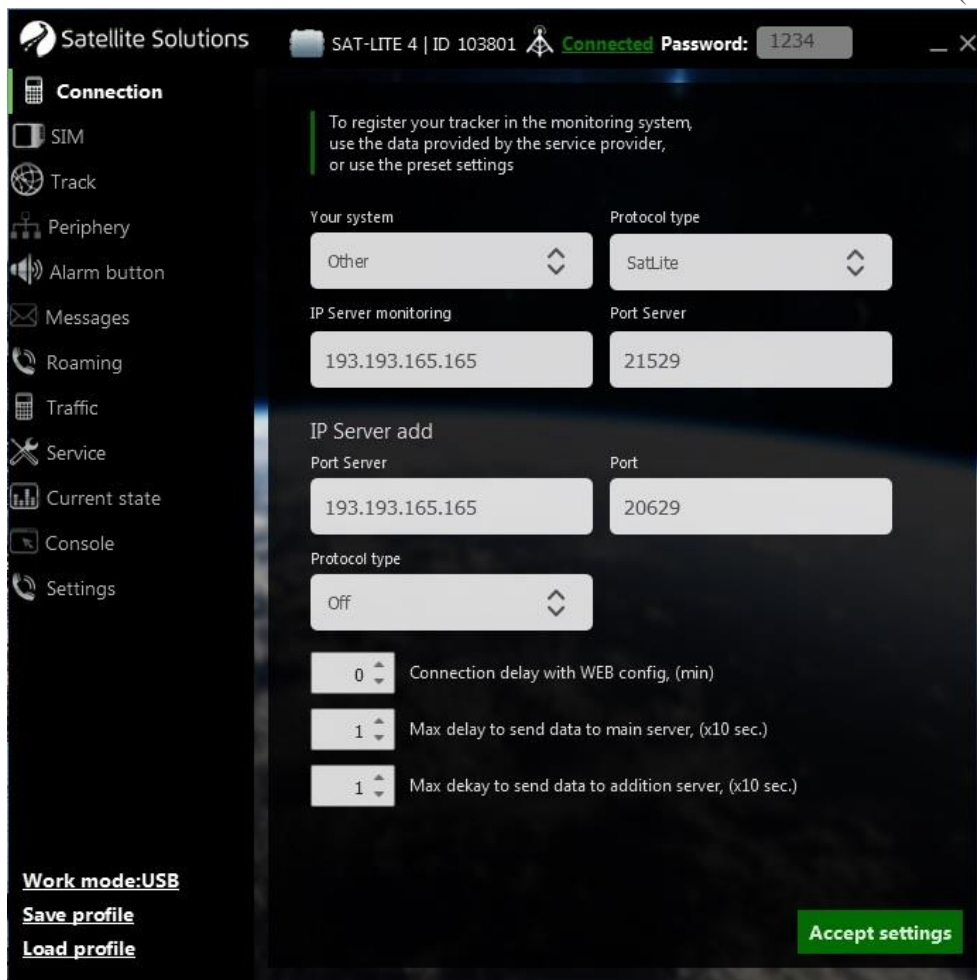 Satellite Solutions
SAT-LITE 4 | ID 103801 Connected Password: 1234
Connection
SIM
Track
Periphery
Alarm button
Messages
Roaming
Traffic
Service
Current state
Console
Settings
Work mode:USB
Save profile
Load profile
To register your tracker in the monitoring system,
use the data provided by the service provider,
or use the preset settings
Your system
Protocol type
Other
SatLite
IP Server monitoring
Port Server
193.193.165.165
21529
IP Server add
Port Server
Port
193.193.165.165
20629
Protocol type
Off
0 Connection delay with WEB config, (min)
1 Max delay to send data to main server, (x10 sec.)
1 Max dekay to send data to addition server, (x10 sec.)
Accept settings